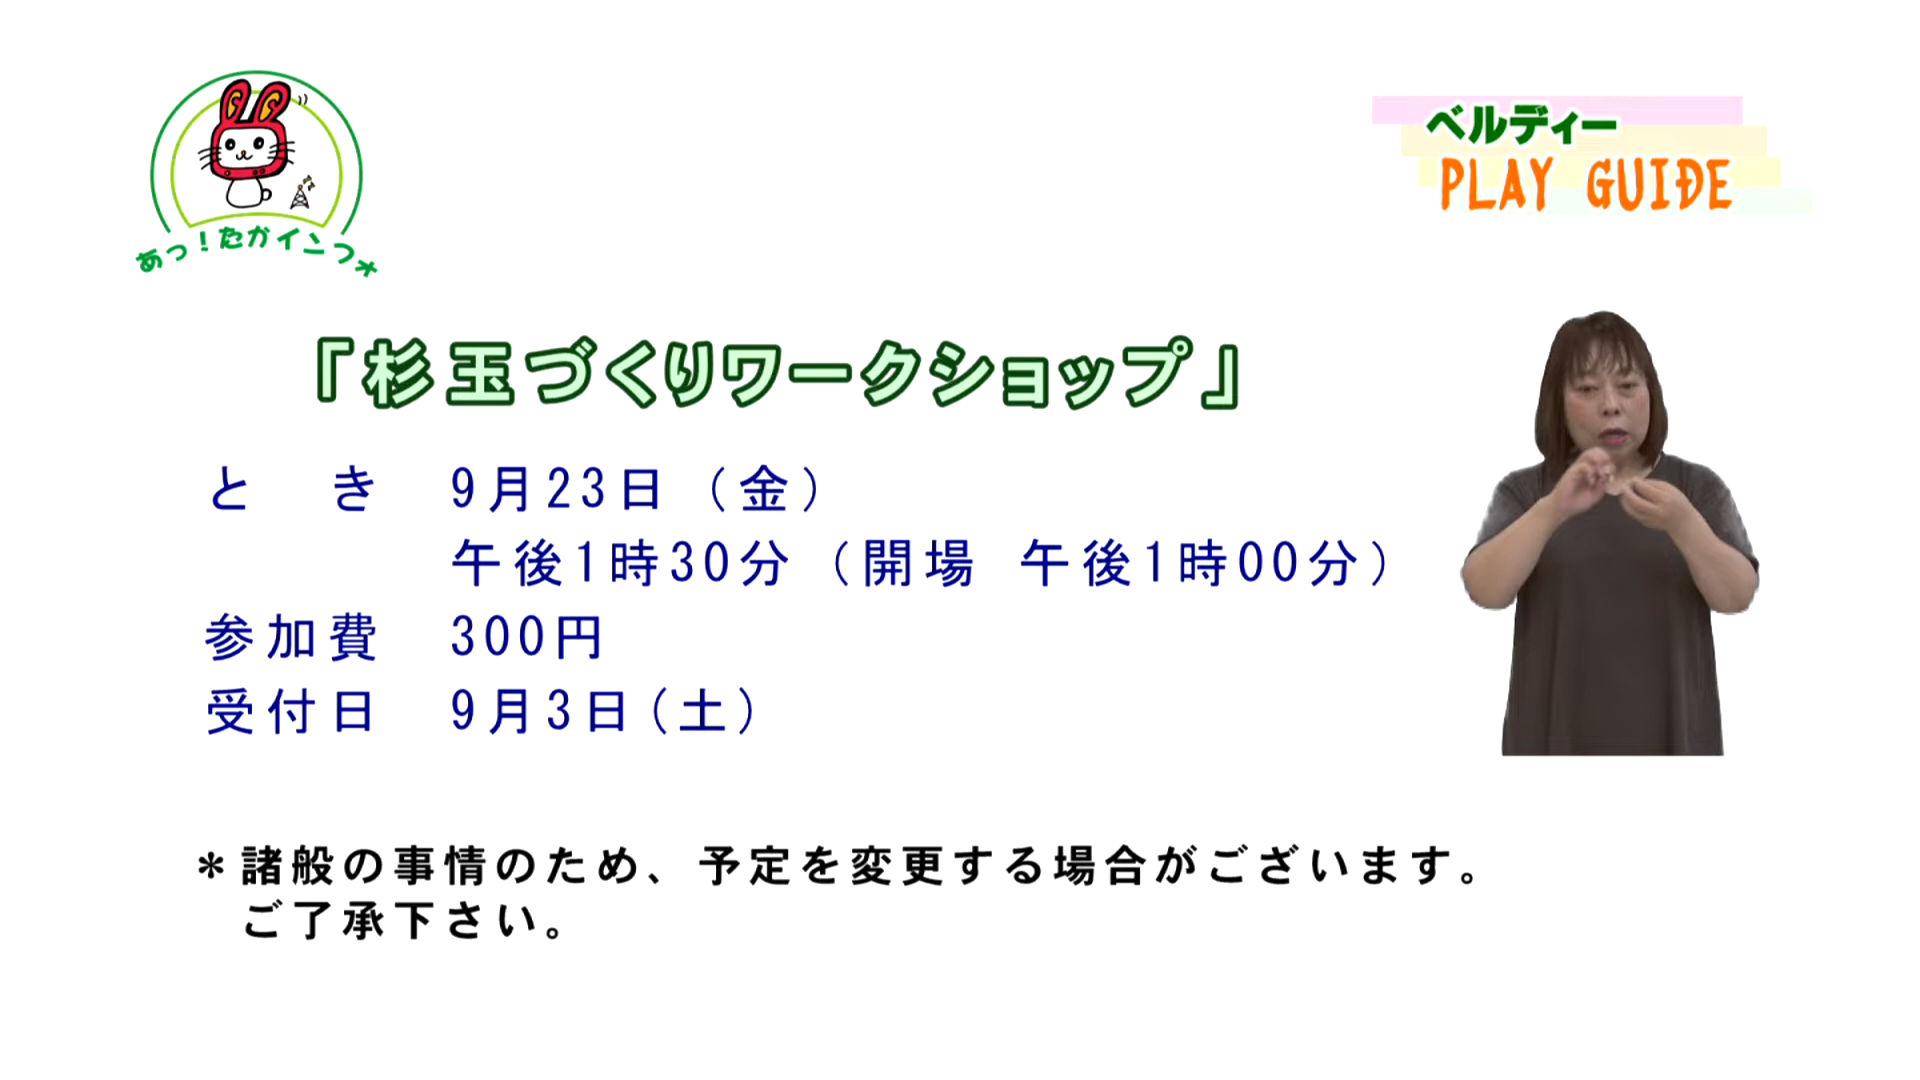 あっ！たかインフォ
ベルディー
PLAY GUIDE
「杉玉づくりワークショップ」
と　き　9月23日（金）
午後1時30分（開場　午後1時00分）
参加費　300円
受付日　9月3日(土)
＊諸般の事情のため、予定を変更する場合がございます。
ご了承下さい。